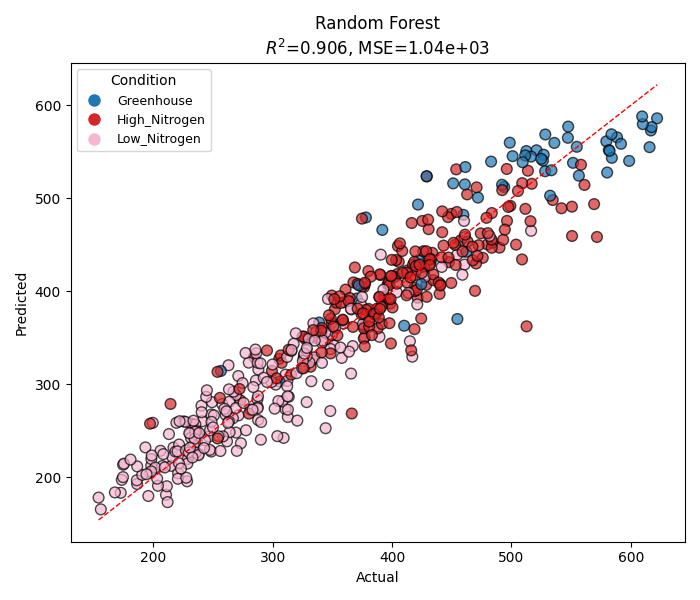 Random Forest
$R^2$=0.906, MSE=1.04e+03
Condition
Greenhouse
High_Nitrogen
Low_Nitrogen
600
500
400
300
200
Predicted
200 300 400 500 600
Actual